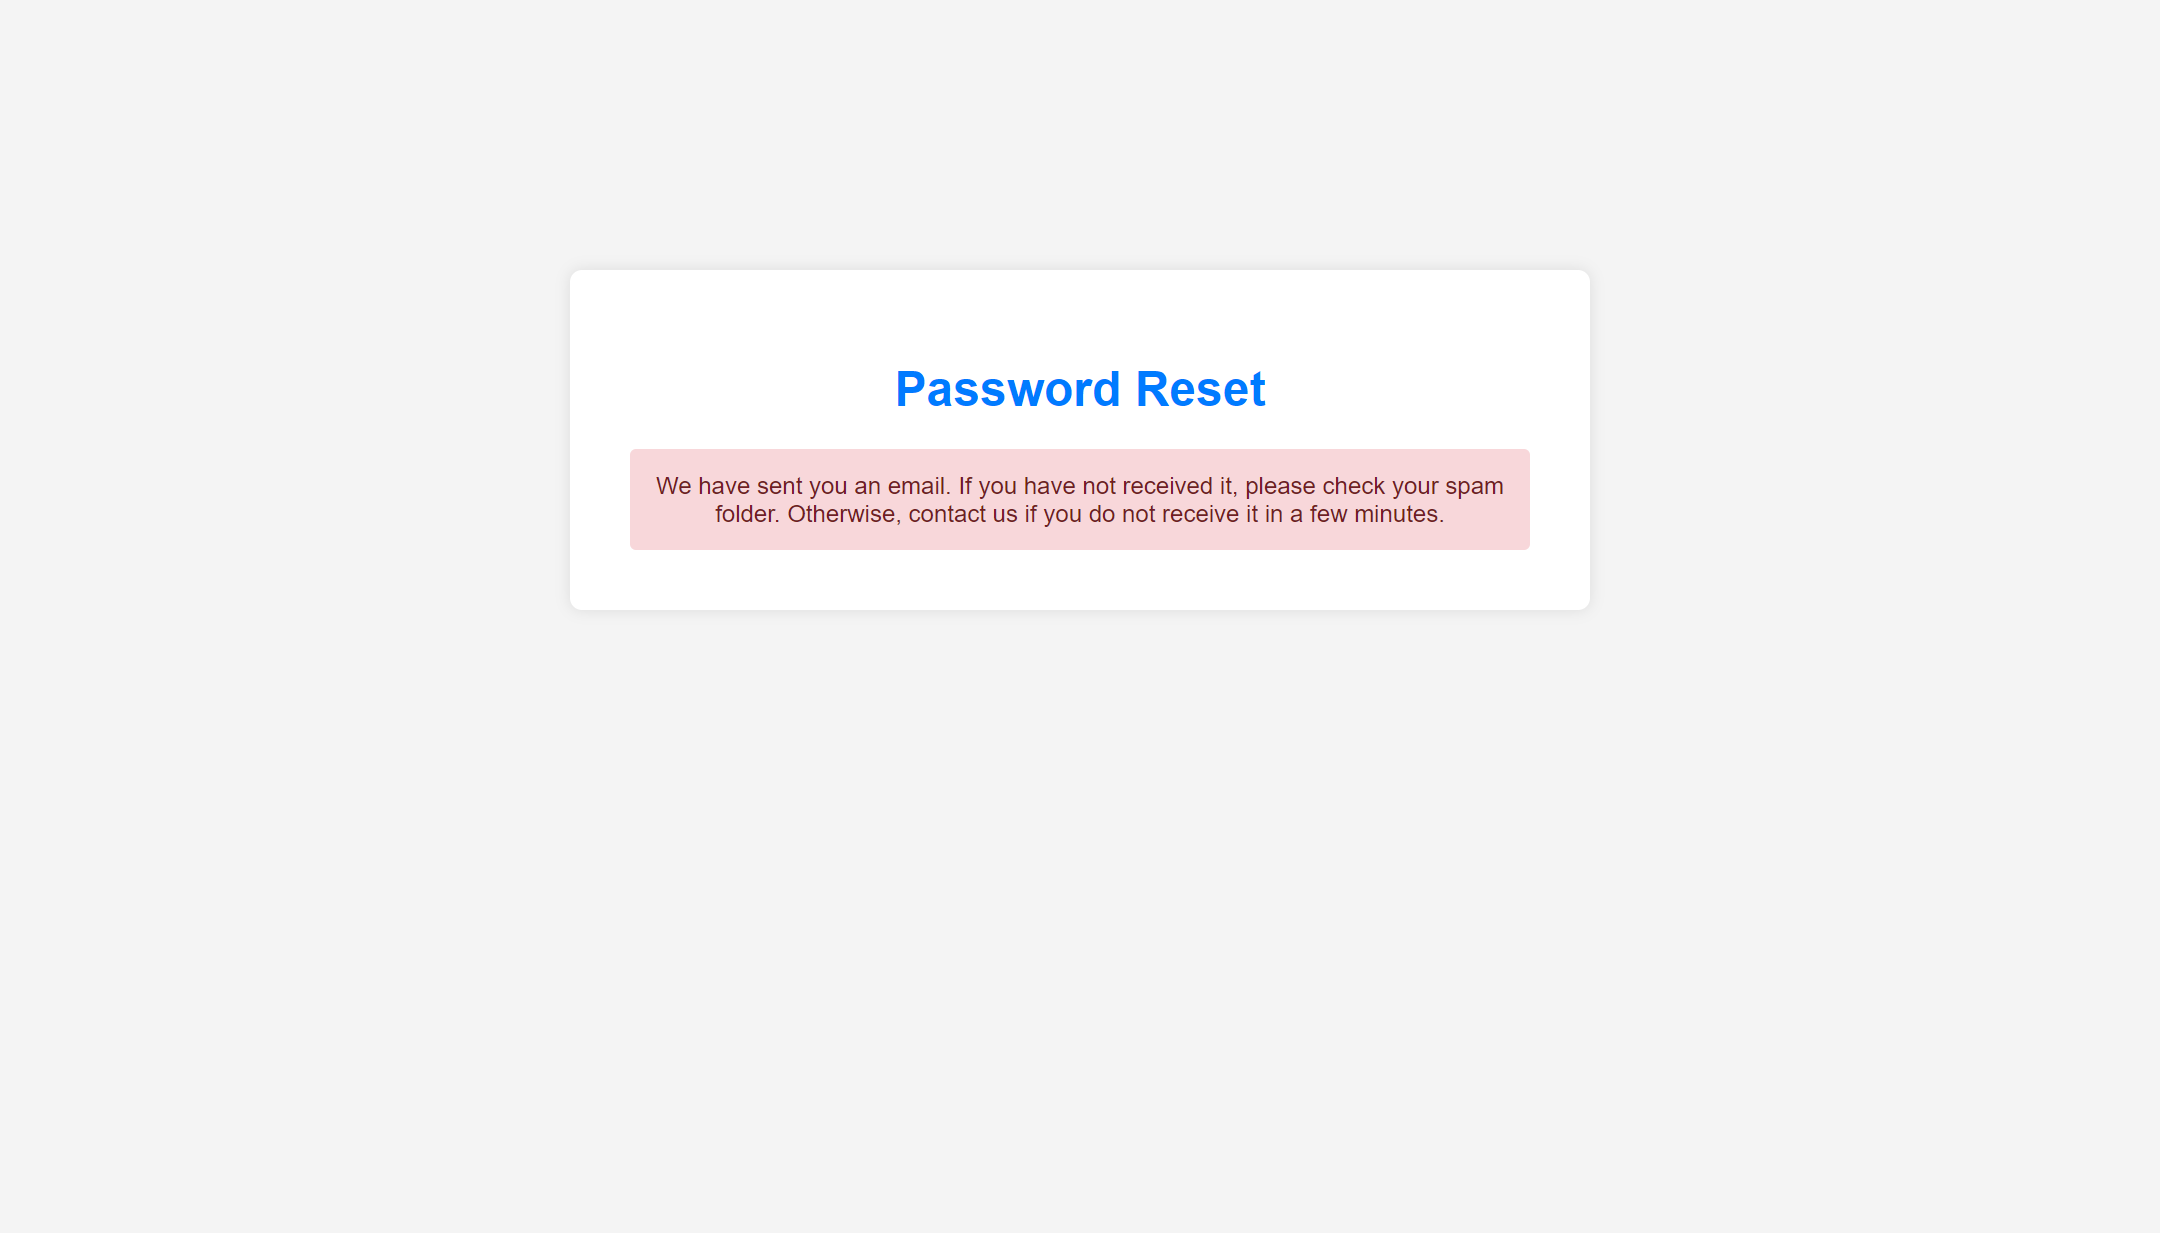 Password Reset
We have sent you an email. If you have not received it, please check your spam
folder. Otherwise, contact us if you do not receive it in a few minutes.